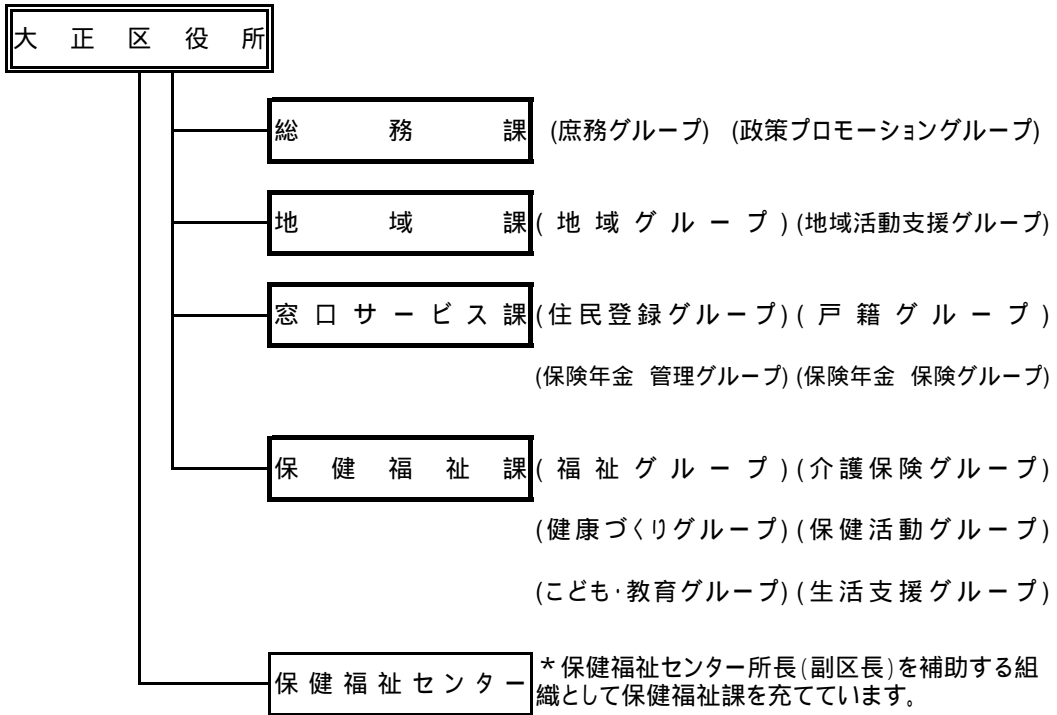 大正区役所
総務課 (庶務グループ) (政策プロモーショングループ)
地域課 (地域グループ) (地域活動支援グループ)
窓口サービス課 (住民登録グループ) (戸籍グループ)
(保険年金 管理グループ) (保険年金 保険グループ)
保健福祉課 (福祉グループ) (介護保険グループ)
(健康づくりグループ) (保健活動グループ)
(こども・教育グループ) (生活支援グループ)
保健福祉センター
*保健福祉センター所長(副区長)を補助する組
織として保健福祉課を充てています。